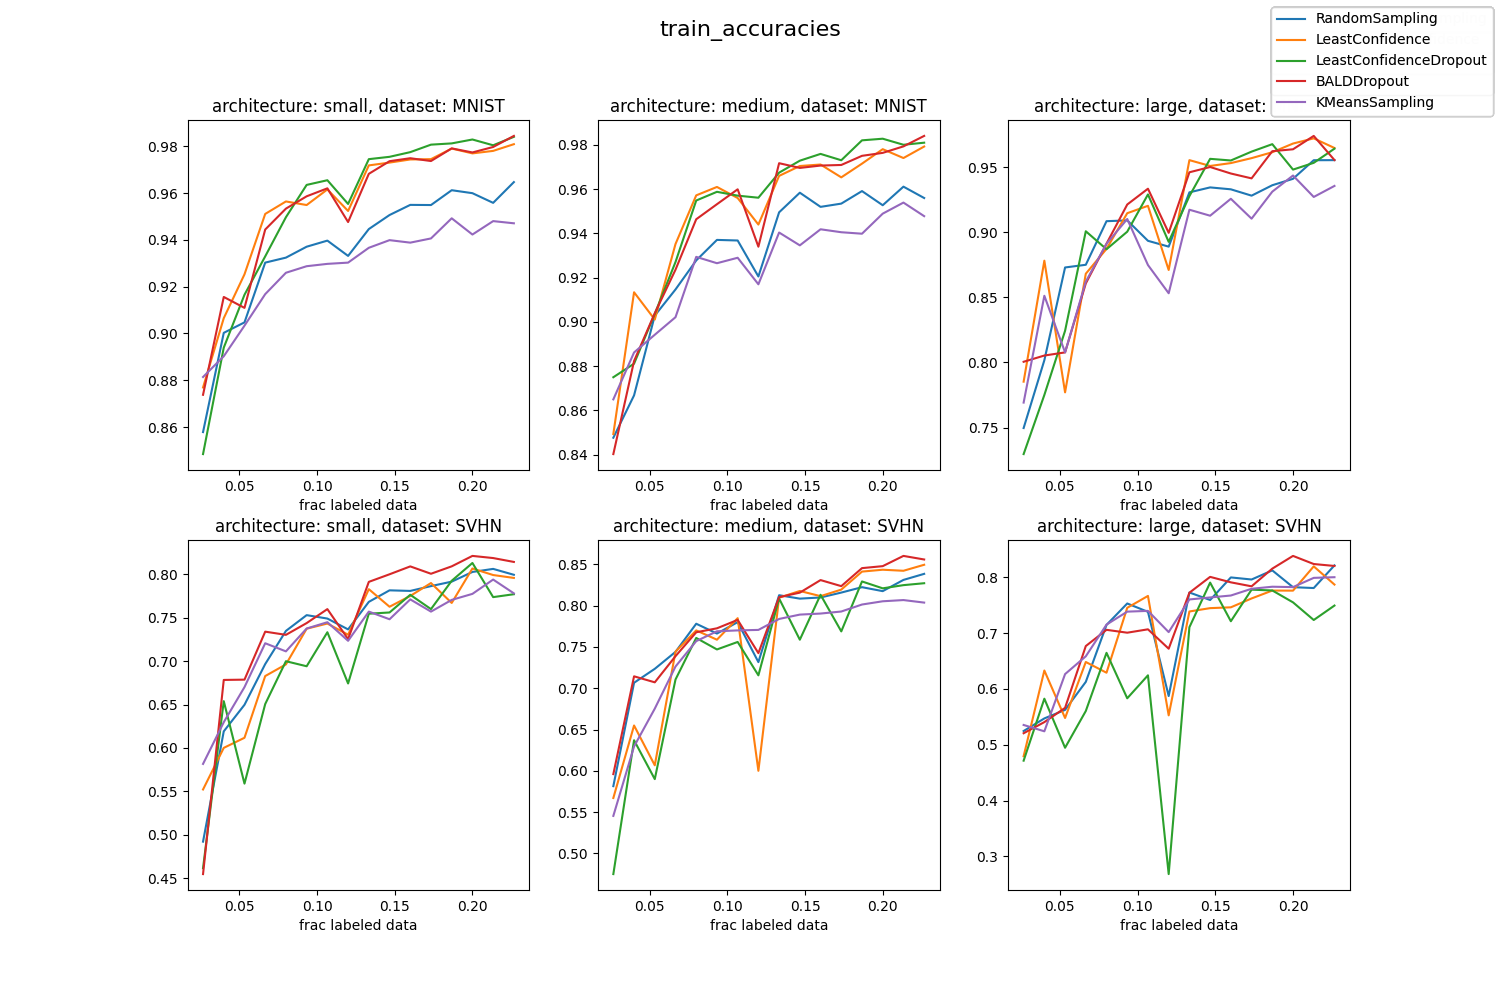 train_accuracies
RandomSampling
LeastConfidence
LeastConfidenceDropout
BALDDropout
KMeansSampling
architecture: small, dataset: MNIST
0.98
0.96
0.94
0.92
0.90
0.88
0.86
0.05 0.10 0.15 0.20
frac labeled data
architecture: medium, dataset: MNIST
0.98
0.96
0.94
0.92
0.90
0.88
0.86
0.84
0.05 0.10 0.15 0.20
frac labeled data
architecture: large, dataset:
0.95
0.90
0.85
0.80
0.75
0.05 0.10 0.15 0.20
frac labeled data
architecture: small, dataset: SVHN
0.80
0.75
0.70
0.65
0.60
0.55
0.50
0.45
0.05 0.10 0.15 0.20
frac labeled data
architecture: medium, dataset: SVHN
0.85
0.80
0.75
0.70
0.65
0.60
0.55
0.50
0.05 0.10 0.15 0.20
frac labeled data
architecture: large, dataset: SVHN
0.8
0.7
0.6
0.5
0.4
0.3
0.05 0.10 0.15 0.20
frac labeled data